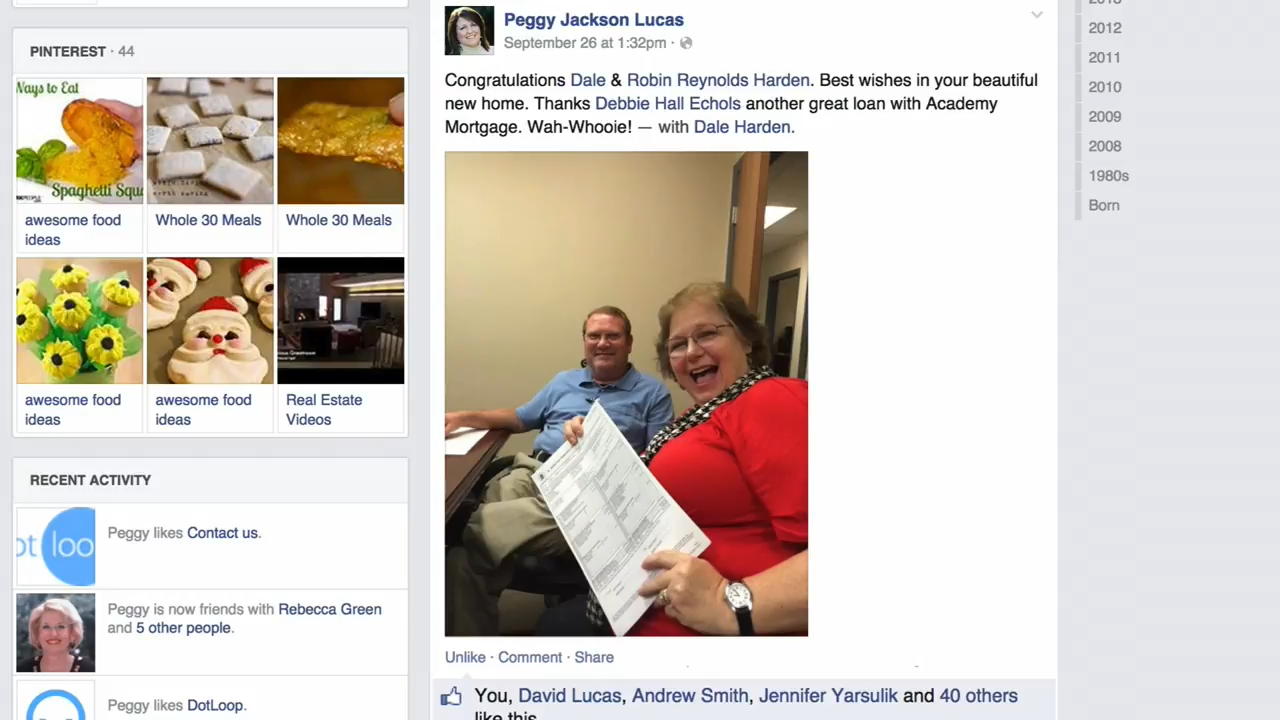 PINTEREST · 44
Ways to Eat
Spaghetti Squ
awesome food
ideas
Whole 30 Meals
Whole 30 Meals
awesome food
ideas
awesome food
ideas
Real Estate
Videos
RECENT ACTIVITY
ot loo
Peggy likes Contact us.
Peggy is now friends with Rebecca Green
and 5 other people.
Peggy likes DotLoop.
Peggy Jackson Lucas
September 26 at 1:32pm ·
Congratulations Dale & Robin Reynolds Harden. Best wishes in your beautiful
new home. Thanks Debbie Hall Echols another great loan with Academy
Mortgage. Wah-Whooie! — with Dale Harden.
Unlike · Comment · Share
You, David Lucas, Andrew Smith, Jennifer Yarsulik and 40 others
like this.
2012
2011
2010
2009
2008
1980s
Born